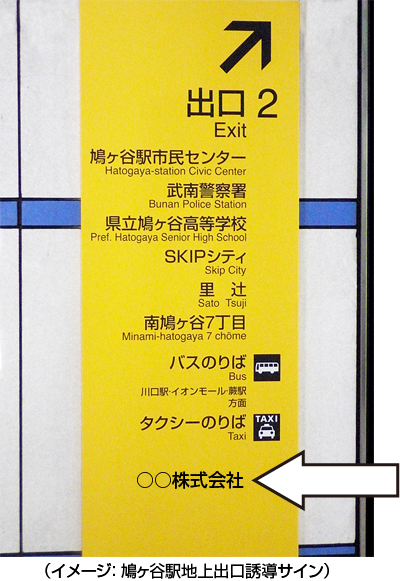 出口 2
Exit
鳩ヶ谷駅市民センター
Hatogaya-station Civic Center
武南警察署
Bunan Police Station
県立鳩ヶ谷高等学校
Pref. Hatogaya Senior High School
SKIPシティ
Skip City
里 辻
Sato Tsuji
南鳩ヶ谷7丁目
Minami-hatogaya 7 chōme
バスのりば
Bus
川口駅・イオンモール・蕨駅
方面
タクシーのりば
TAXI
Taxi
○○株式会社
(イメージ: 鳩ヶ谷駅地上出口誘導サイン)